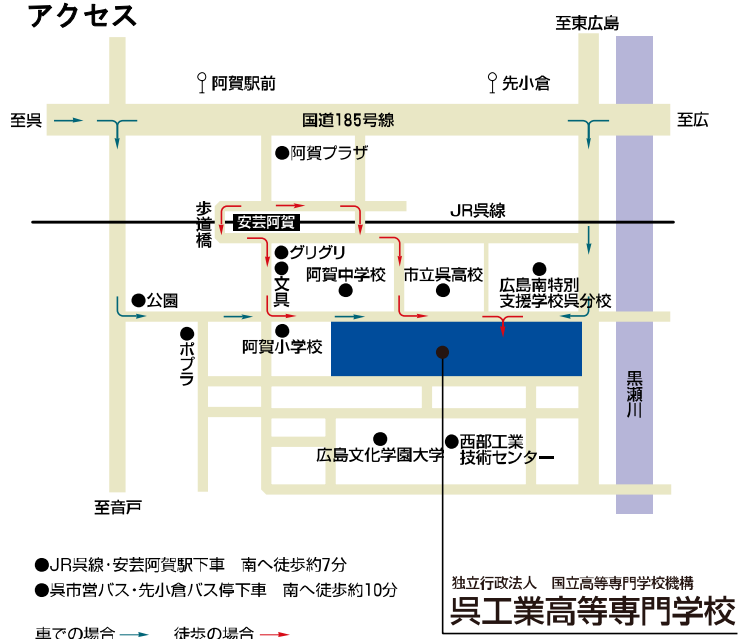 アクセス
至東広島
阿賀駅前
先小倉
至呉
国道185号線
至広
阿賀プラザ
歩道橋
安芸阿賀
JR呉線
グリグリ
文具
阿賀中学校
市立呉高校
広島南特別
支援学校呉分校
公園
ポプラ
阿賀小学校
黒瀬川
広島文化学園大学
西部工業
技術センター
至音戸
●JR呉線・安芸阿賀駅下車　南へ徒歩約7分
●呉市営バス・先小倉バス停下車　南へ徒歩約10分
独立行政法人　国立高等専門学校機構
呉工業高等専門学校
車での場合　徒歩の場合